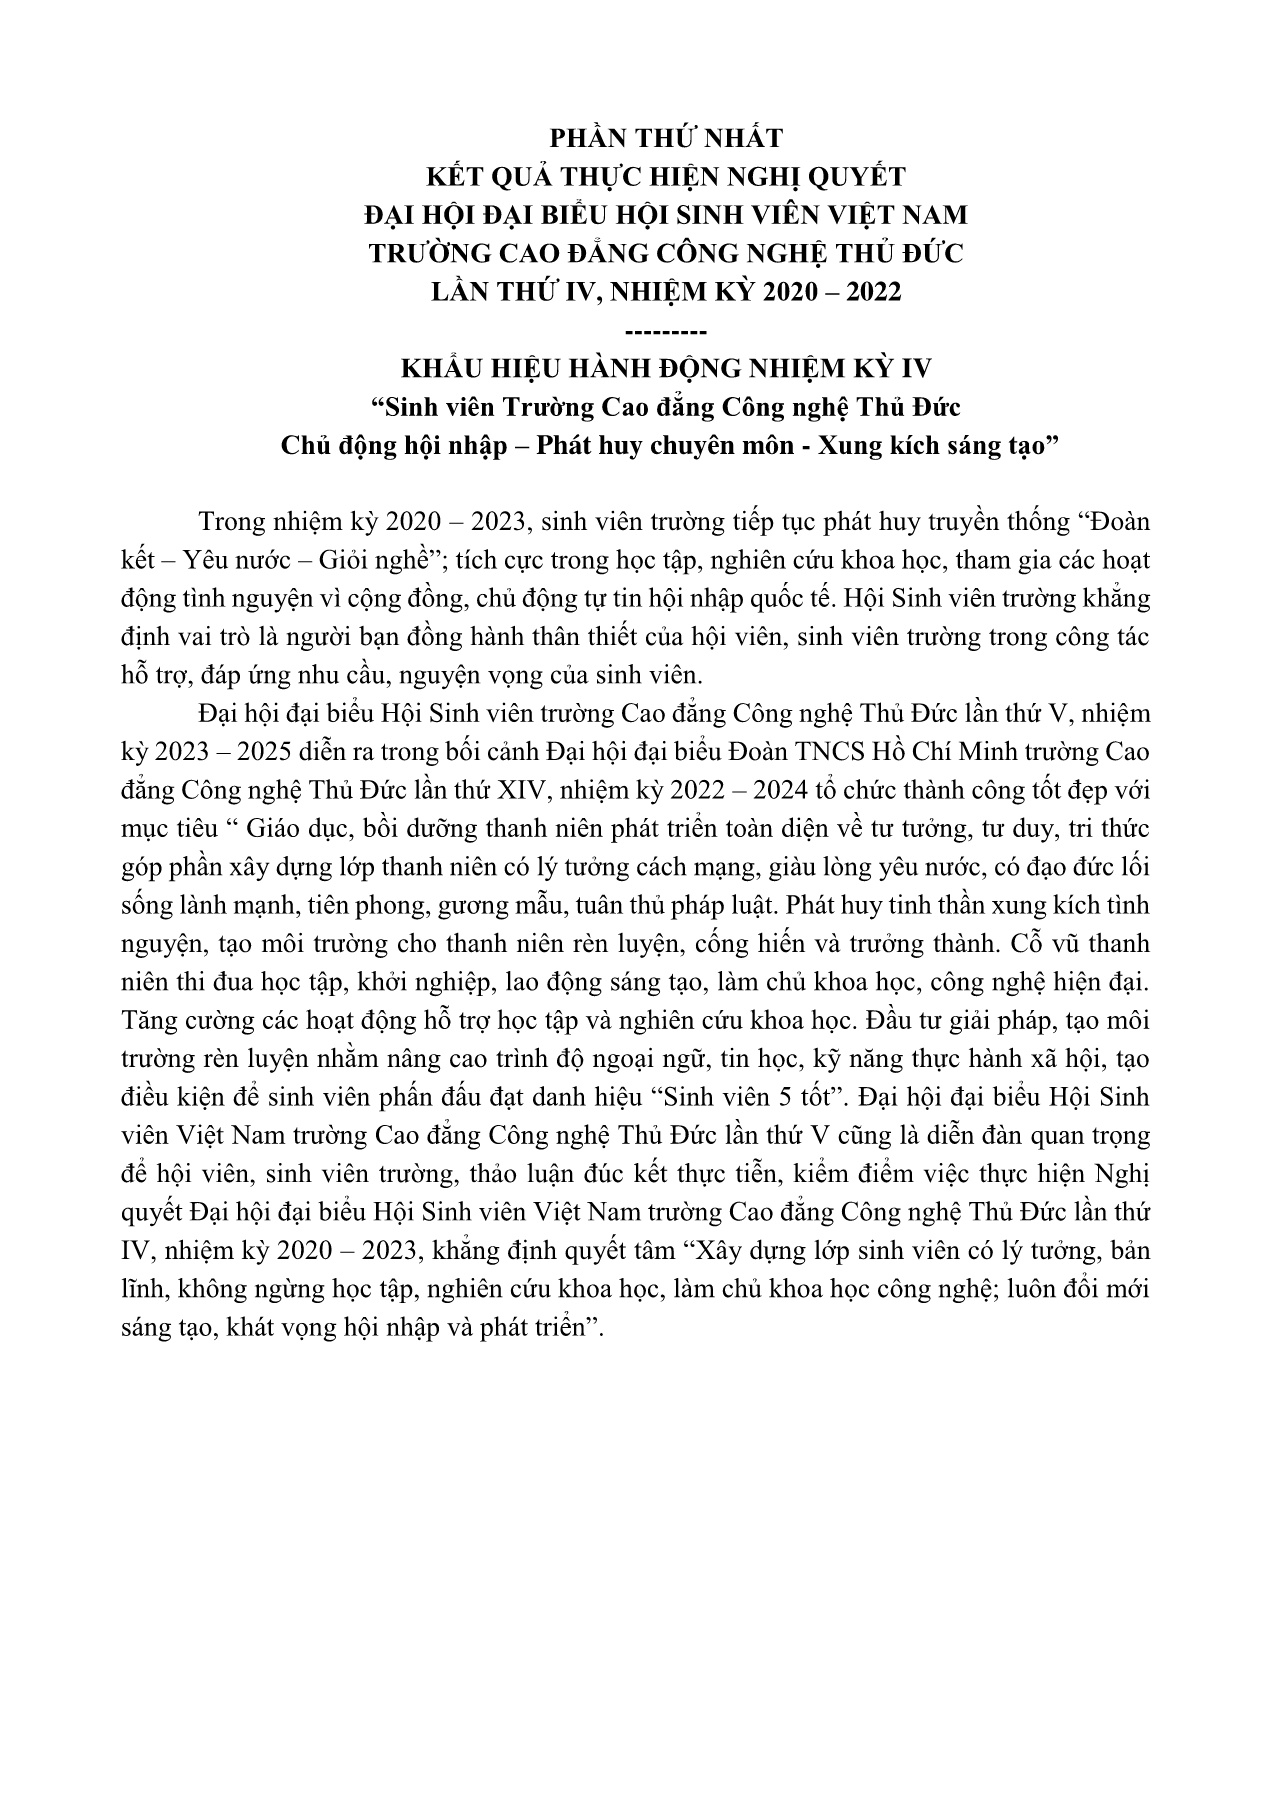 PHẦN THỨ NHẤT
KẾT QUẢ THỰC HIỆN NGHỊ QUYẾT
ĐẠI HỘI ĐẠI BIỂU HỘI SINH VIÊN VIỆT NAM
TRƯỜNG CAO ĐẲNG CÔNG NGHỆ THỦ ĐỨC
LẦN THỨ IV, NHIỆM KỲ 2020 – 2022
---------
KHẨU HIỆU HÀNH ĐỘNG NHIỆM KỲ IV
“Sinh viên Trường Cao đẳng Công nghệ Thủ Đức
Chủ động hội nhập – Phát huy chuyên môn - Xung kích sáng tạo”
Trong nhiệm kỳ 2020 – 2023, sinh viên trường tiếp tục phát huy truyền thống “Đoàn
kết – Yêu nước – Giỏi nghề”; tích cực trong học tập, nghiên cứu khoa học, tham gia các hoạt
động tình nguyện vì cộng đồng, chủ động tự tin hội nhập quốc tế. Hội Sinh viên trường khẳng
định vai trò là người bạn đồng hành thân thiết của hội viên, sinh viên trường trong công tác
hỗ trợ, đáp ứng nhu cầu, nguyện vọng của sinh viên.
Đại hội đại biểu Hội Sinh viên trường Cao đẳng Công nghệ Thủ Đức lần thứ V, nhiệm
kỳ 2023 – 2025 diễn ra trong bối cảnh Đại hội đại biểu Đoàn TNCS Hồ Chí Minh trường Cao
đẳng Công nghệ Thủ Đức lần thứ XIV, nhiệm kỳ 2022 – 2024 tổ chức thành công tốt đẹp với
mục tiêu “ Giáo dục, bồi dưỡng thanh niên phát triển toàn diện về tư tưởng, tư duy, tri thức
góp phần xây dựng lớp thanh niên có lý tưởng cách mạng, giàu lòng yêu nước, có đạo đức lối
sống lành mạnh, tiên phong, gương mẫu, tuân thủ pháp luật. Phát huy tinh thần xung kích tình
nguyện, tạo môi trường cho thanh niên rèn luyện, cống hiến và trưởng thành. Cỗ vũ thanh
niên thi đua học tập, khởi nghiệp, lao động sáng tạo, làm chủ khoa học, công nghệ hiện đại.
Tăng cường các hoạt động hỗ trợ học tập và nghiên cứu khoa học. Đầu tư giải pháp, tạo môi
trường rèn luyện nhằm nâng cao trình độ ngoại ngữ, tin học, kỹ năng thực hành xã hội, tạo
điều kiện để sinh viên phấn đấu đạt danh hiệu “Sinh viên 5 tốt”. Đại hội đại biểu Hội Sinh
viên Việt Nam trường Cao đẳng Công nghệ Thủ Đức lần thứ V cũng là diễn đàn quan trọng
để hội viên, sinh viên trường, thảo luận đúc kết thực tiễn, kiểm điểm việc thực hiện Nghị
quyết Đại hội đại biểu Hội Sinh viên Việt Nam trường Cao đẳng Công nghệ Thủ Đức lần thứ
IV, nhiệm kỳ 2020 – 2023, khẳng định quyết tâm “Xây dựng lớp sinh viên có lý tưởng, bản
lĩnh, không ngừng học tập, nghiên cứu khoa học, làm chủ khoa học công nghệ; luôn đổi mới
sáng tạo, khát vọng hội nhập và phát triển”.